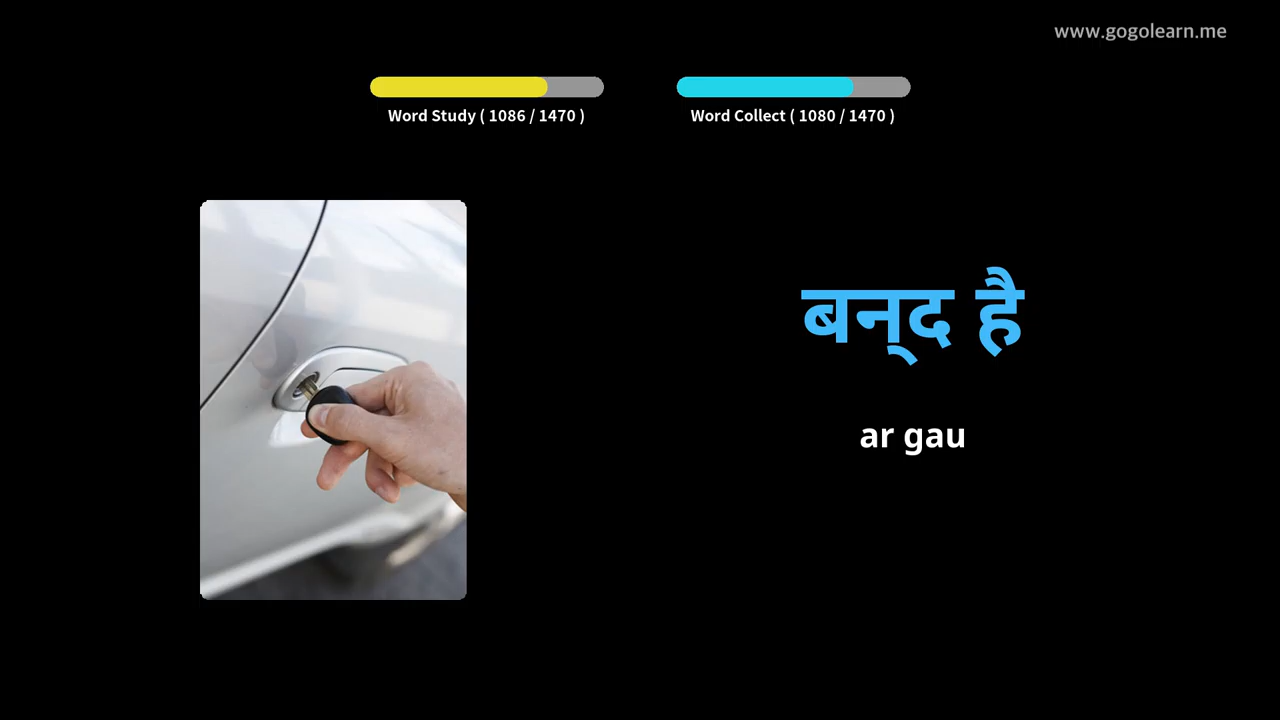 www.gogolearn.me
Word Study ( 1086 / 1470 )
Word Collect ( 1080 / 1470 )
बन्‌द है
ar gau